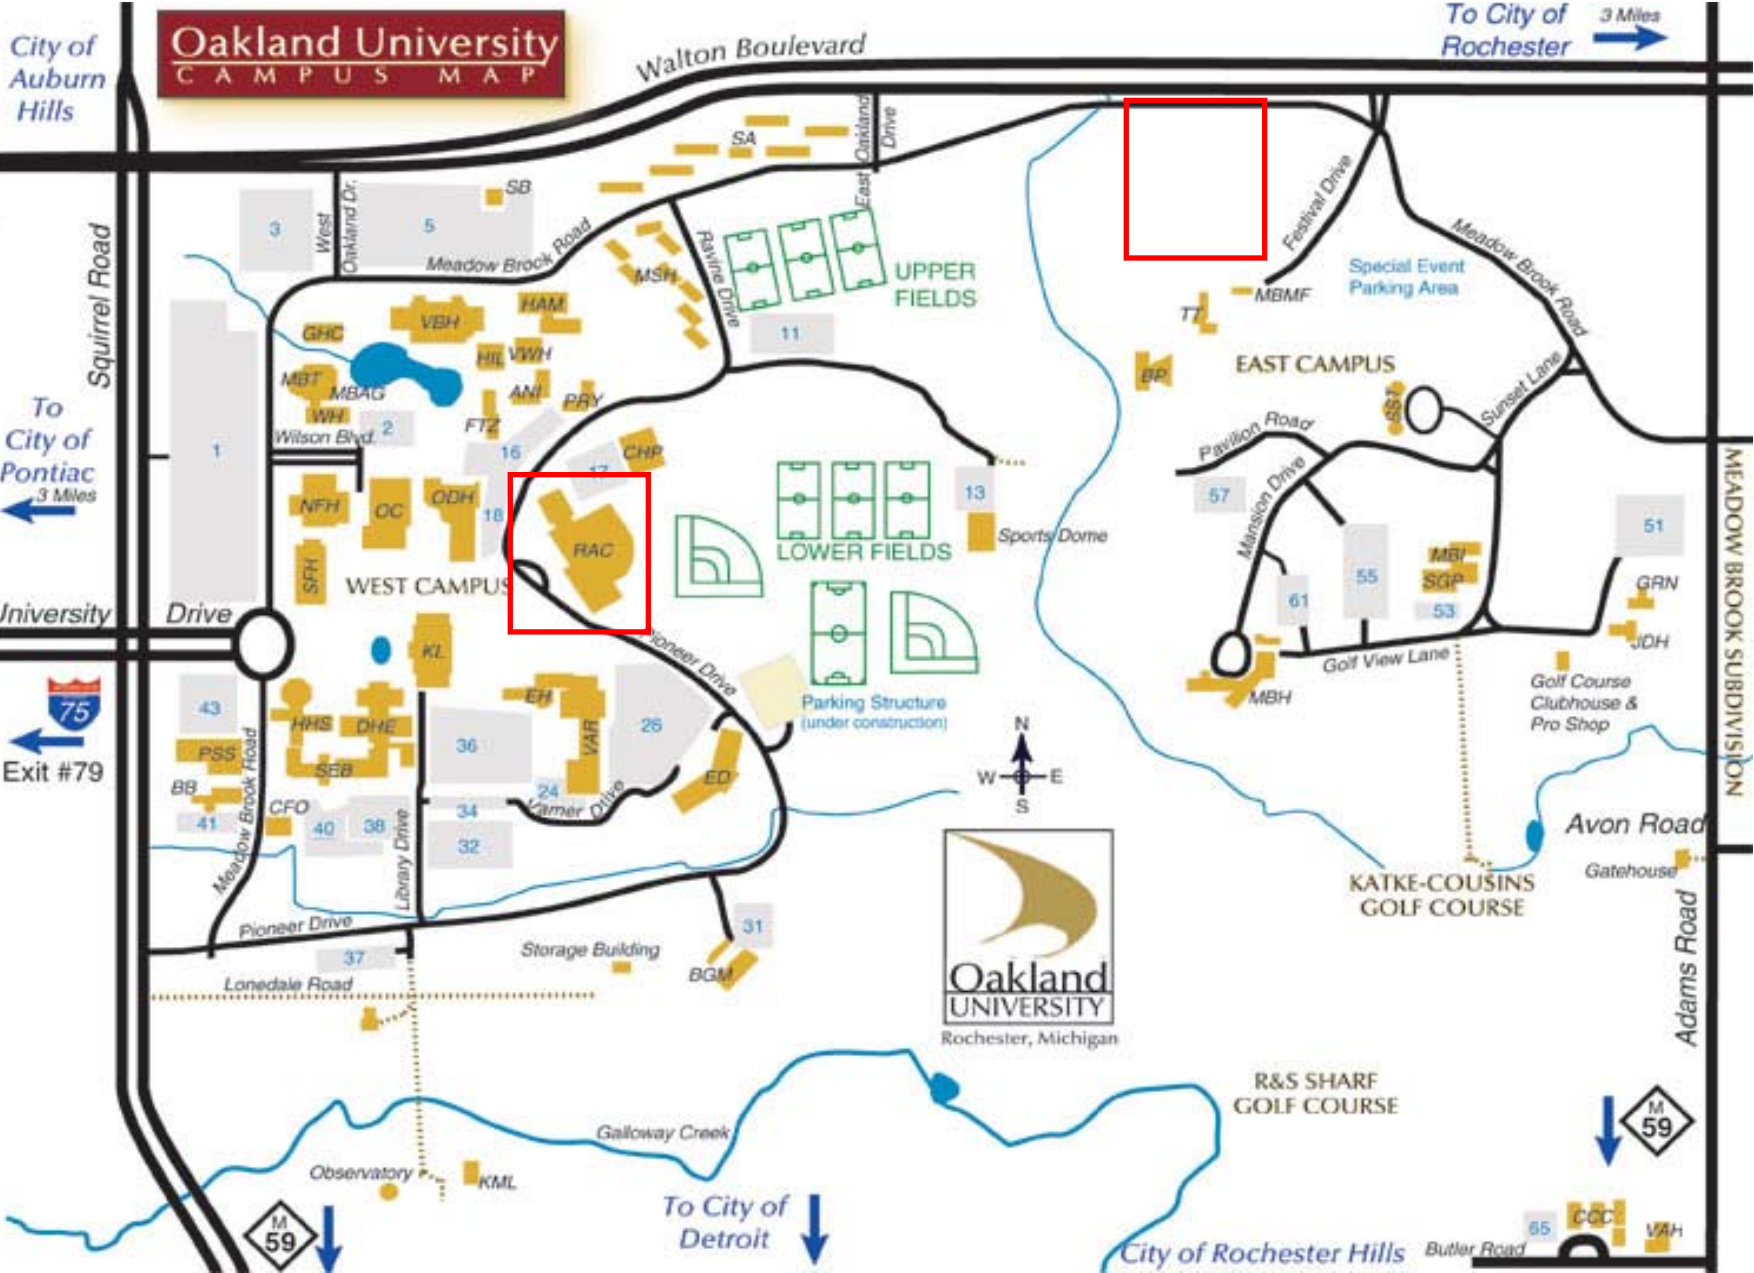 Oakland University
CAMPUS MAP
City of
Auburn
Hills
Walton Boulevard
To City of
Rochester
3 Miles
East Oakland
Drive
SA
SB
3
West
Oakland Dr.
5
Meadow Brook Road
Squirrel Road
MSH
Ravine Drive
UPPER
FIELDS
11
Festival Drive
Special Event
Parking Area
Meadow Brook Road
MBMF
TT
BP
EAST CAMPUS
SST
Sunset Lane
GHC
VBH
HAM
HIL
VWH
MBT
MBAG
ANI
PRY
WH
FTZ
To
City of
Pontiac
3 Miles
1
2
Wilson Blvd.
16
17
CHP
18
NFH
OC
ODH
RAC
SFH
WEST CAMPUS
LOWER FIELDS
13
Sports Dome
Pavilion Road
57
Mansion Drive
55
61
MBI
SGP
53
51
GRN
JDH
MEADOW BROOK SUBDIVISION
University Drive
KL
Pioneer Drive
Golf View Lane
MBH
Golf Course
Clubhouse &
Pro Shop
75
Exit #79
43
PSS
BB
41
Meadow Brook Road
HHS
DHE
SEB
CFO
40
38
Library Drive
36
EH
VAR
26
24
Varner Drive
34
32
ED
Parking Structure
(under construction)
N
W E
S
Avon Road
Gatehouse
KATKE-COUSINS
GOLF COURSE
Adams Road
Pioneer Drive
37
Lonedale Road
Storage Building
BGM
31
Oakland
UNIVERSITY
Rochester, Michigan
R&S SHARF
GOLF COURSE
M
59
Galloway Creek
Observatory
KML
M
59
To City of
Detroit
City of Rochester Hills
Butler Road
65
CCC
VAH